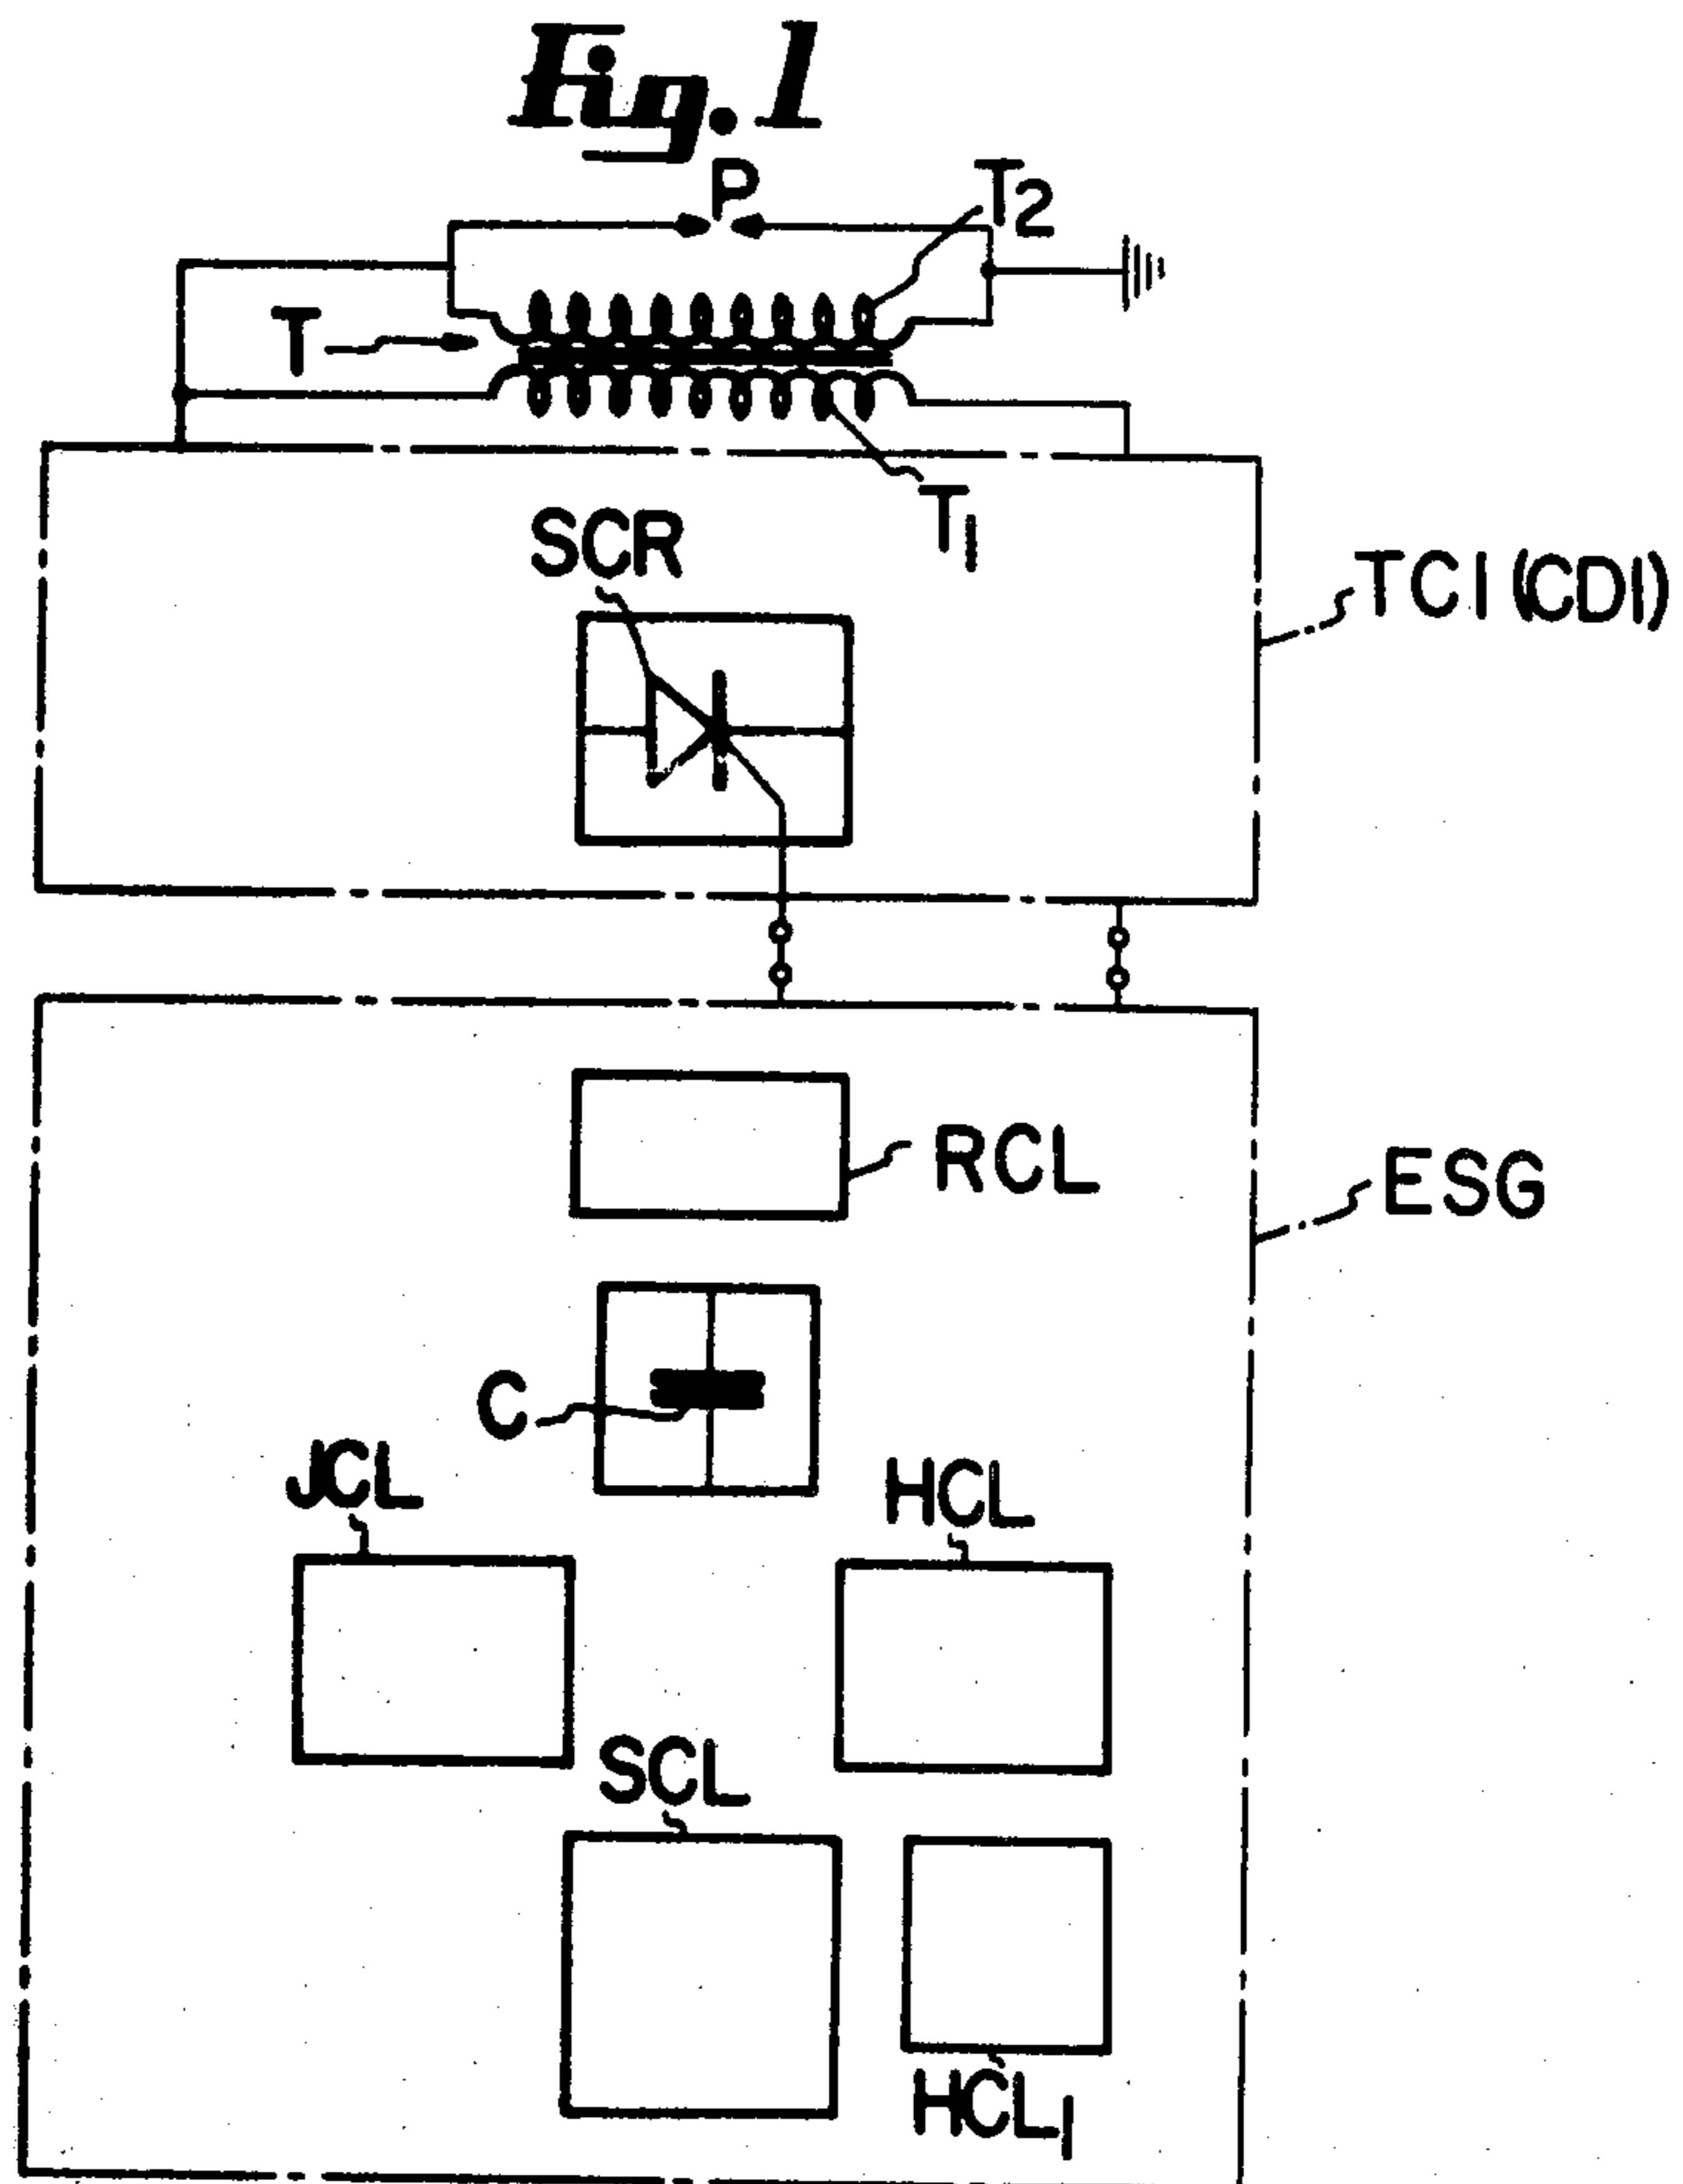 Fig. 1
P
T2
T
T1
SCR
TCI (CDI)
RCL
ESG
C
JCL
HCL
SCL
HCL1